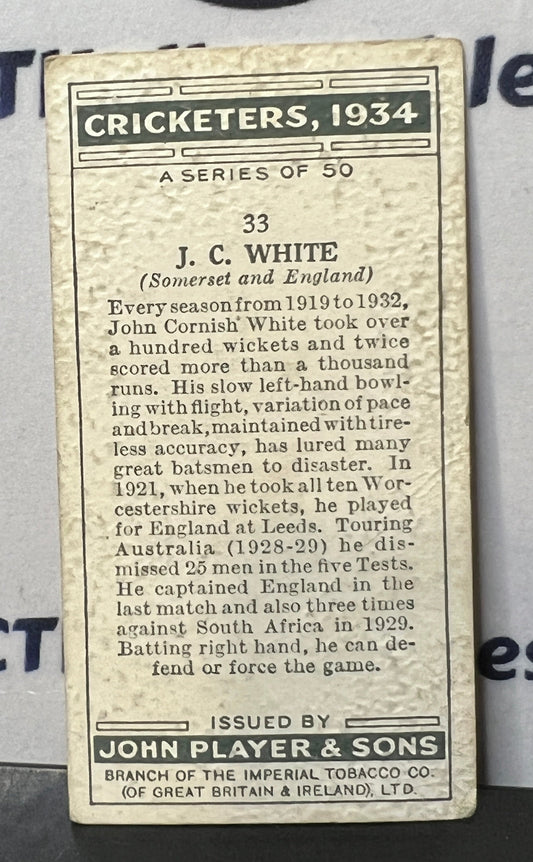 CRICKETERS, 1934
A SERIES OF 50
33
J. C. WHITE
(Somerset and England)
Every season from 1919 to 1932,
John Cornish White took over
a hundred wickets and twice
scored more than a thousand
runs. His slow left-hand bowl-
ing with flight, variation of pace
and break, maintained with tire-
less accuracy, has lured many
great batsmen to disaster. In
1921, when he took all ten Wor-
cestershire wickets, he played
for England at Leeds. Touring
Australia (1928-29) he dis-
missed 25 men in the five Tests.
He captained England in the
last match and also three times
against South Africa in 1929.
Batting right hand, he can de-
fend or force the game.
ISSUED BY
JOHN PLAYER & SONS
BRANCH OF THE IMPERIAL TOBACCO CO.
(OF GREAT BRITAIN & IRELAND), LTD.